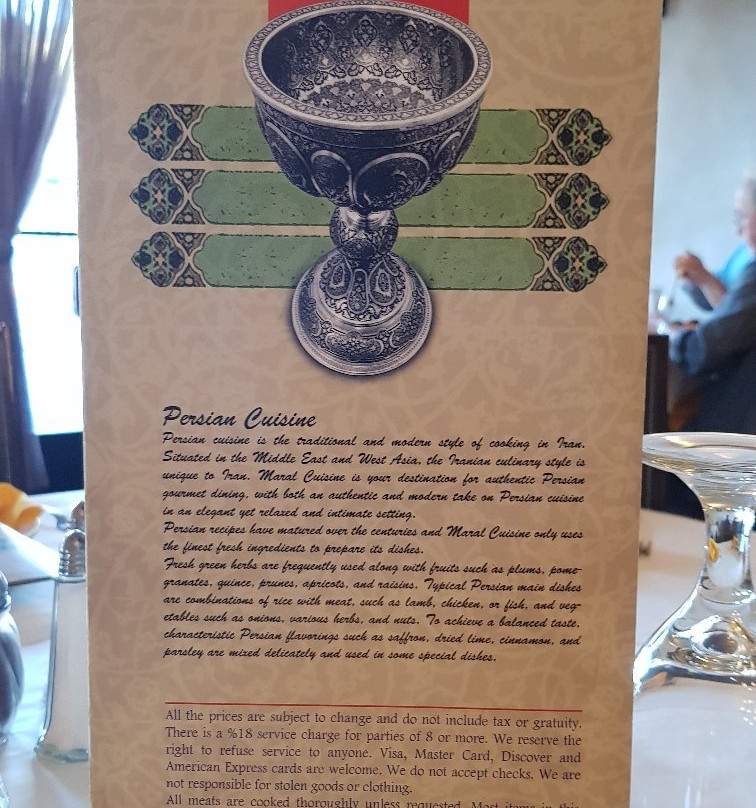 Persian Cuisine
Persian cuisine is the traditional and modern style of cooking in Iran.
Situated in the Middle East and West Asia, the Iranian culinary style is
unique to Iran. Maral Cuisine is your destination for authentic Persian
gourmet dining, with both an authentic and modern take on Persian cuisine
in an elegant yet relaxed and intimate setting.
Persian recipes have matured over the centuries and Maral Cuisine only uses
the finest fresh ingredients to prepare its dishes.
Fresh green herbs are frequently used along with fruits such as plums, pome-
granates, quince, prunes, apricots, and raisins. Typical Persian main dishes
are combinations of rice with meat, such as lamb, chicken, or fish, and veg-
etables such as onions, various herbs, and nuts. To achieve a balanced taste,
characteristic Persian flavorings such as saffron, dried lime, cinnamon, and
parsley are mixed delicately and used in some special dishes.
All the prices are subject to change and do not include tax or gratuity.
There is a %18 service charge for parties of 8 or more. We reserve the
right to refuse service to anyone. Visa, Master Card, Discover and
American Express cards are welcome. We do not accept checks. We are
not responsible for stolen goods or clothing.
All meats are cooked thoroughly unless requested. Most items in this